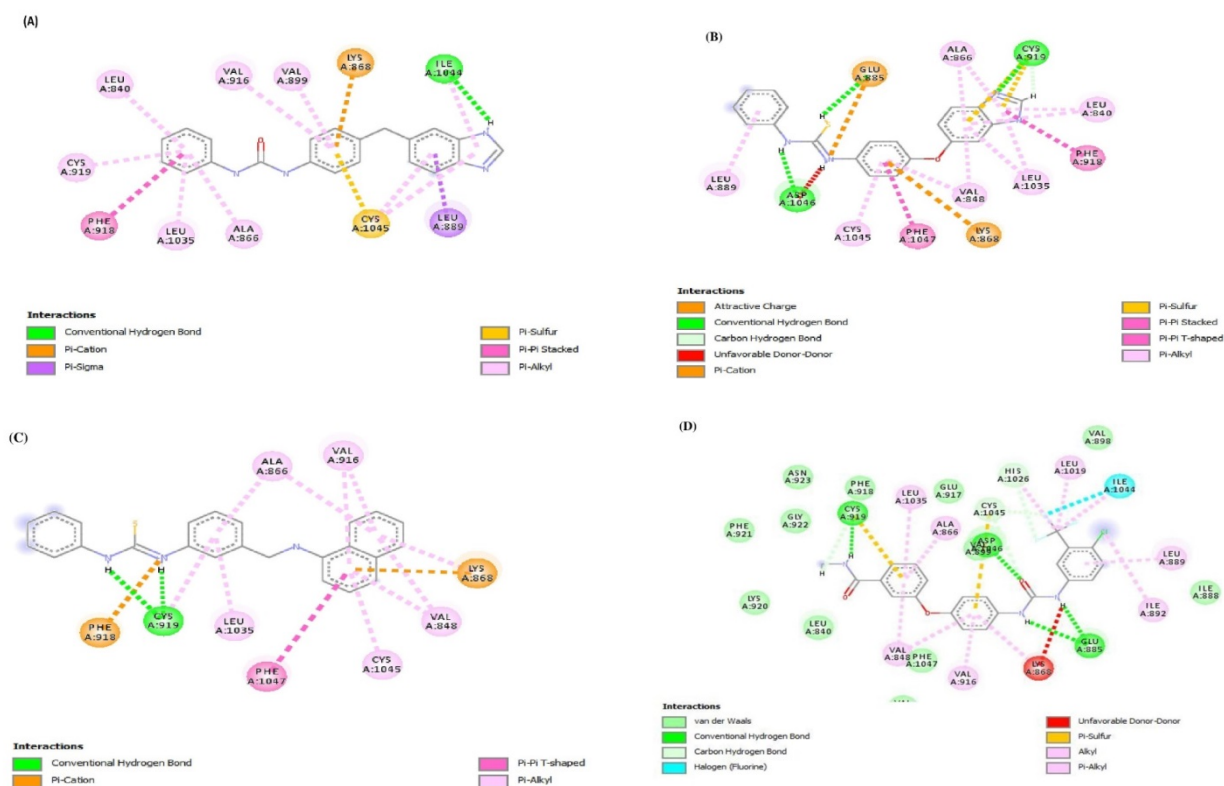 (A)
LYS
A:868
ILE
A:1044
VAL
A:916
VAL
A:899
LEU
A:840
H
N
O
N
N
N
CYS
A:919
PHE
A:918
LEU
A:1035
ALA
A:866
CYS
A:1045
LEU
A:889
Interactions
Conventional Hydrogen Bond
Pi-Cation
Pi-Sigma
Pi-Sulfur
Pi-Pi Stacked
Pi-Alkyl
(B)
ALA
A:866
CYS
A:919
GLU
A:885
H
H
LEU
A:840
H
H
O
PHE
A:918
LEU
A:889
ASP
A:1046
VAL
A:848
LEU
A:1035
CYS
A:1045
PHE
A:1047
LYS
A:868
Interactions
Attractive Charge
Conventional Hydrogen Bond
Carbon Hydrogen Bond
Unfavorable Donor-Donor
Pi-Cation
Pi-Sulfur
Pi-Pi Stacked
Pi-Pi T-shaped
Pi-Alkyl
(C)
ALA
A:866
VAL
A:916
S
N
N
N
H
H
LYS
A:868
PHE
A:918
CYS
A:919
LEU
A:1035
VAL
A:848
PHE
A:1047
CYS
A:1045
Interactions
Conventional Hydrogen Bond
Pi-Cation
Pi-Pi T-shaped
Pi-Alkyl
(D)
VAL
A:898
ASN
A:923
PHE
A:918
LEU
A:1035
GLU
A:917
HIS
A:1026
LEU
A:1019
ILE
A:1044
CYS
A:919
CYS
A:1045
PHE
A:921
GLY
A:922
ALA
A:866
ASP
A:1046
VAL
A:899
LEU
A:889
H
H
O
O
H
H
LYS
A:920
ILE
A:892
ILE
A:888
LEU
A:840
VAL
A:848
PHE
A:1047
VAL
A:916
LYS
A:868
GLU
A:885
Interactions
van der Waals
Conventional Hydrogen Bond
Carbon Hydrogen Bond
Halogen (Fluorine)
Unfavorable Donor-Donor
Pi-Sulfur
Alkyl
Pi-Alkyl